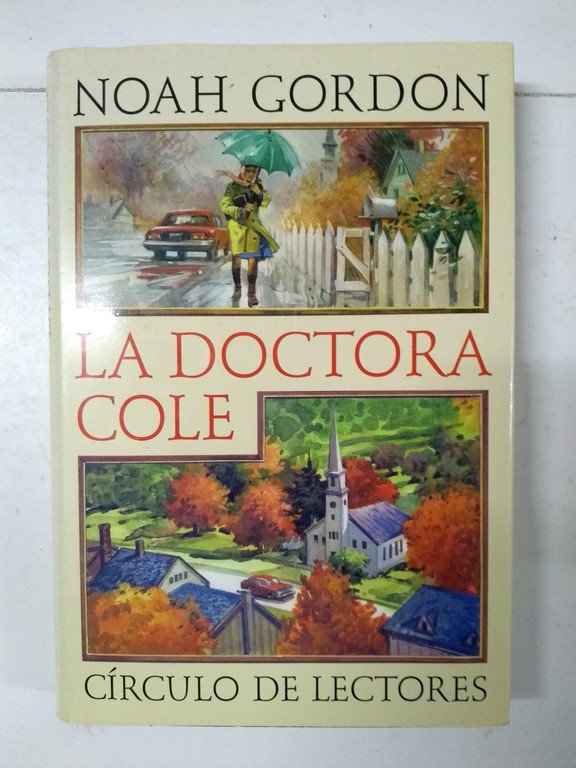 NOAH GORDON
LA DOCTORA
COLE
CÍRCULO DE LECTORES